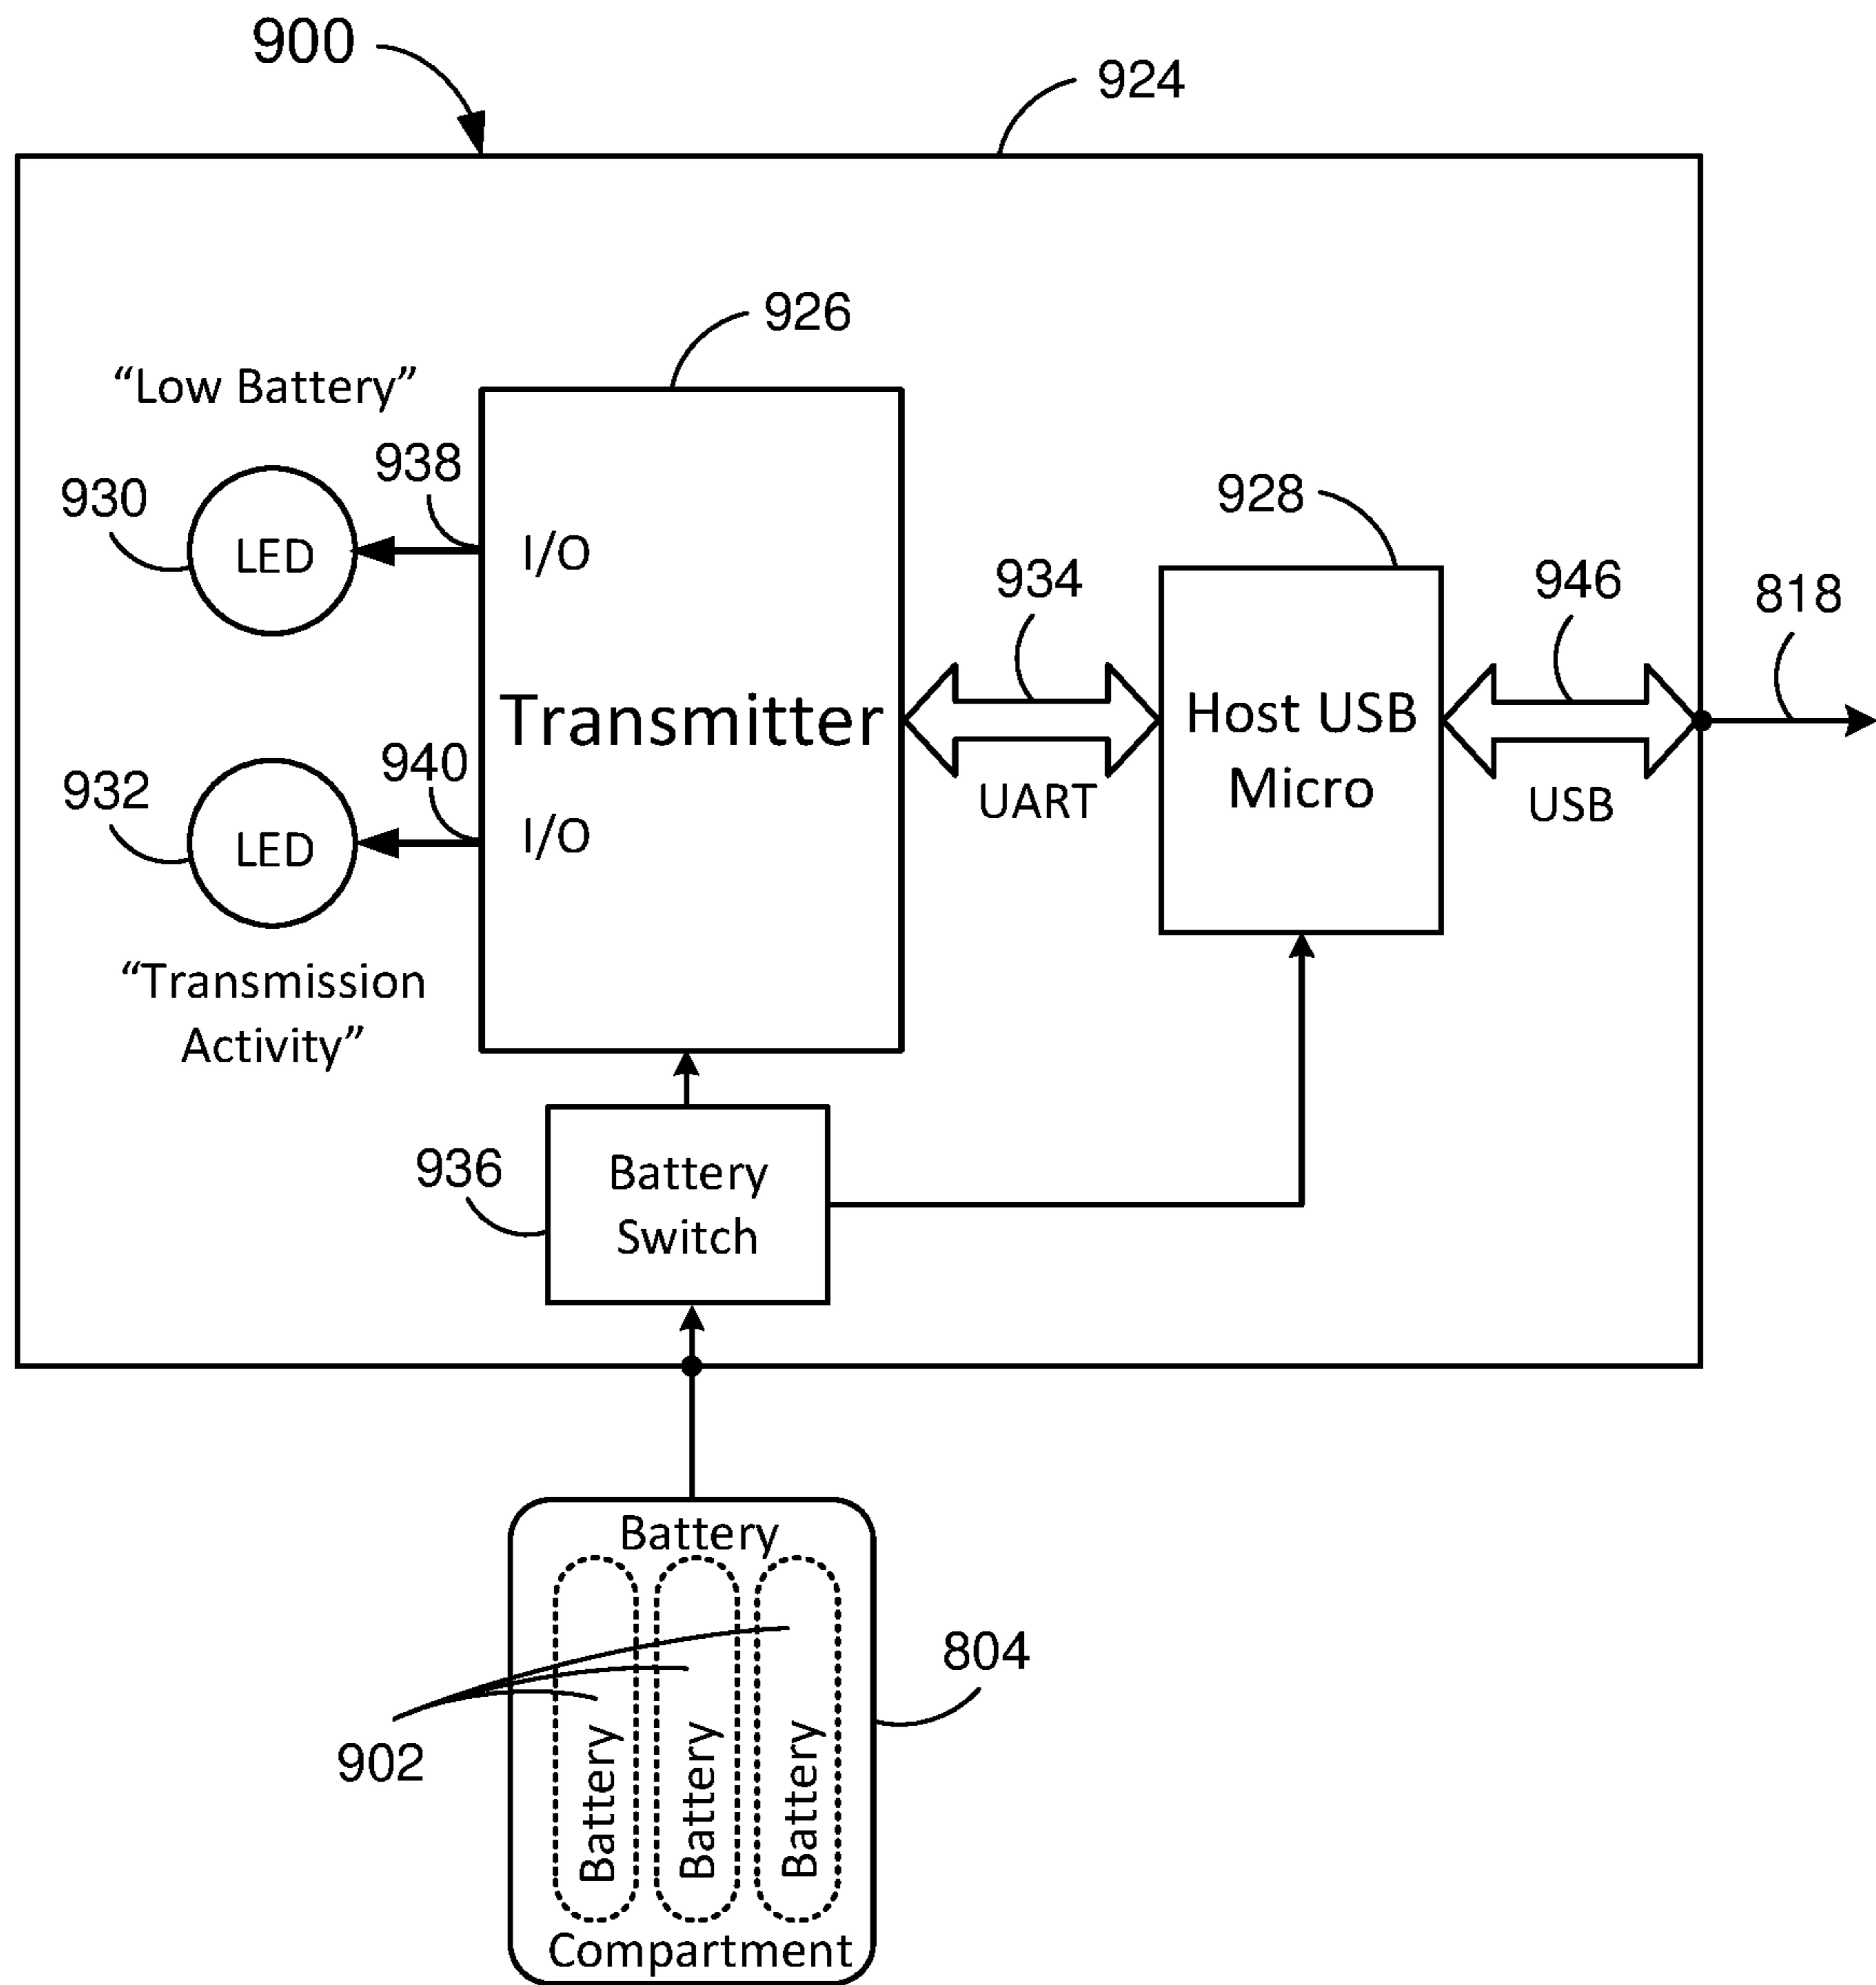 900
924
926
“Low Battery”
938
930
LED
I/O
928
934
946
818
Transmitter
Host USB
Micro
UART
USB
940
932
LED
I/O
“Transmission
Activity”
936
Battery
Switch
Battery
804
902
Battery
Battery
Battery
Compartment